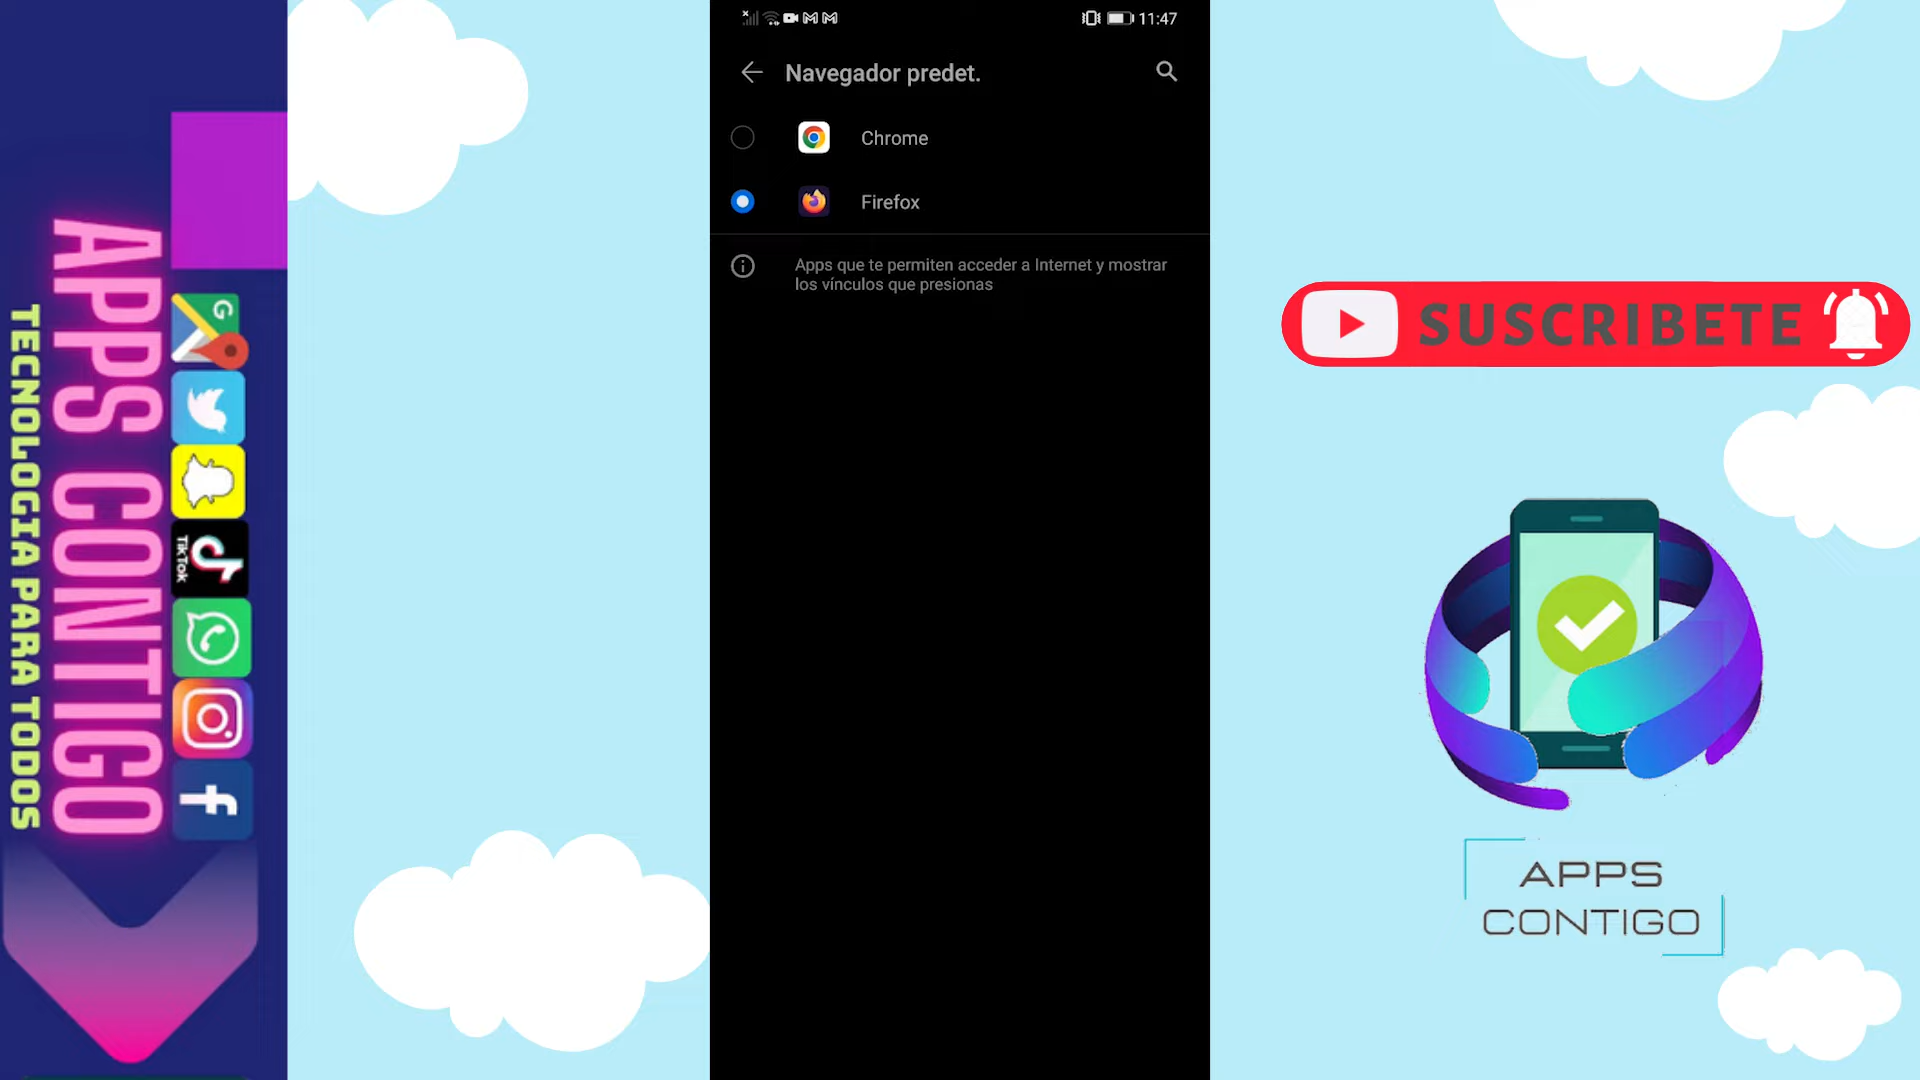 11:47
Navegador predet.
Chrome
Firefox
Apps que te permiten acceder a Internet y mostrar
los vínculos que presionas
APPS CONTIGO
TECNOLOGIA PARA TODOS
G
TikTok
SUSCRIBETE
APPS
CONTIGO